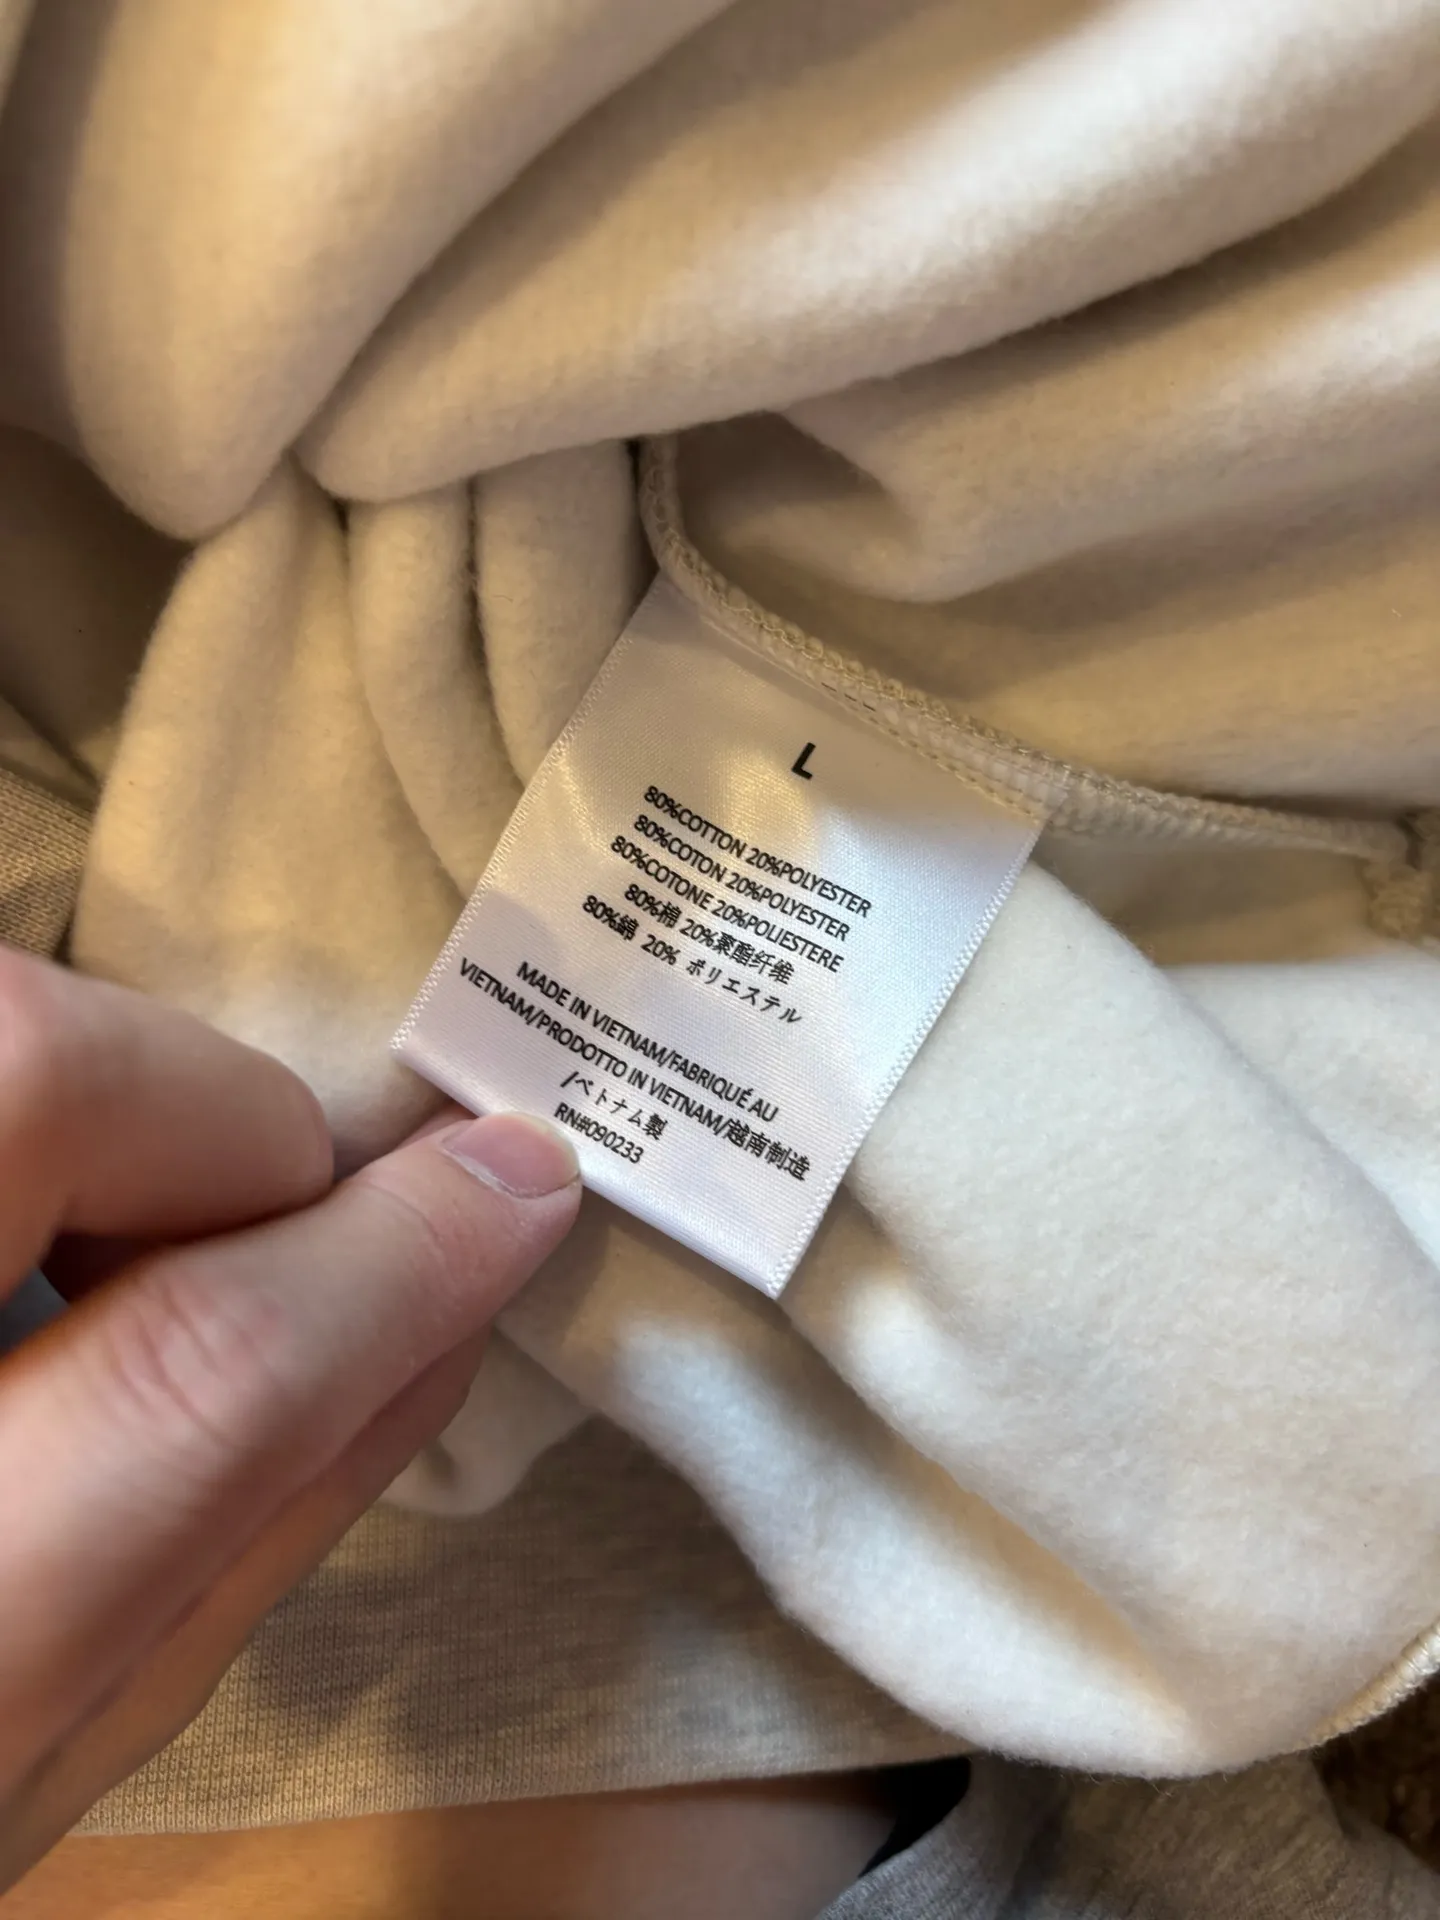 L
80%COTTON 20%POLYESTER
80%COTON 20%POLYESTER
80%COTONE 20%POLIESTERE
80%棉 20%聚酯纤维
80%綿 20% ポリエステル
MADE IN VIETNAM/FABRIQUÉ AU
VIETNAM/PRODOTTO IN VIETNAM/越南制造
/ベトナム製
RN#090233